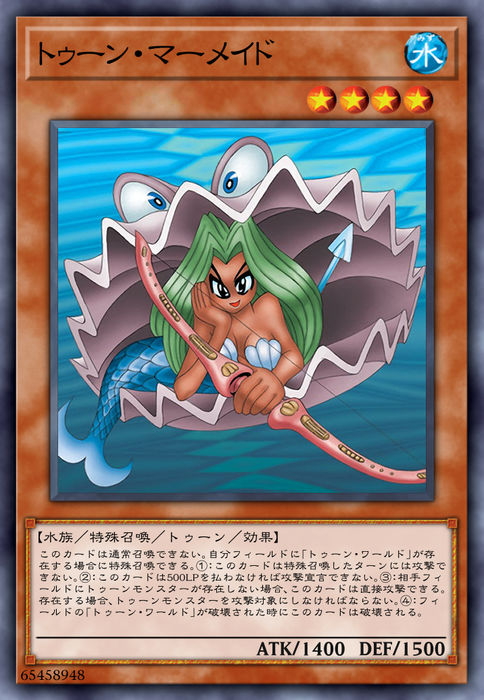 トゥーン・マーメイド
みず
水
【水族／特殊召喚／トゥーン／効果】
このカードは通常召喚できない。自分フィールドに「トゥーン・ワールド」が存
在する場合に特殊召喚できる。①：このカードは特殊召喚したターンには攻撃で
きない。②：このカードは500LPを払わなければ攻撃宣言できない。③：相手フィ
ールドにトゥーンモンスターが存在しない場合、このカードは直接攻撃できる。
存在する場合、トゥーンモンスターを攻撃対象にしなければならない。④：フィー
ルドの「トゥーン・ワールド」が破壊された時にこのカードは破壊される。
ATK/1400 DEF/1500
65458948